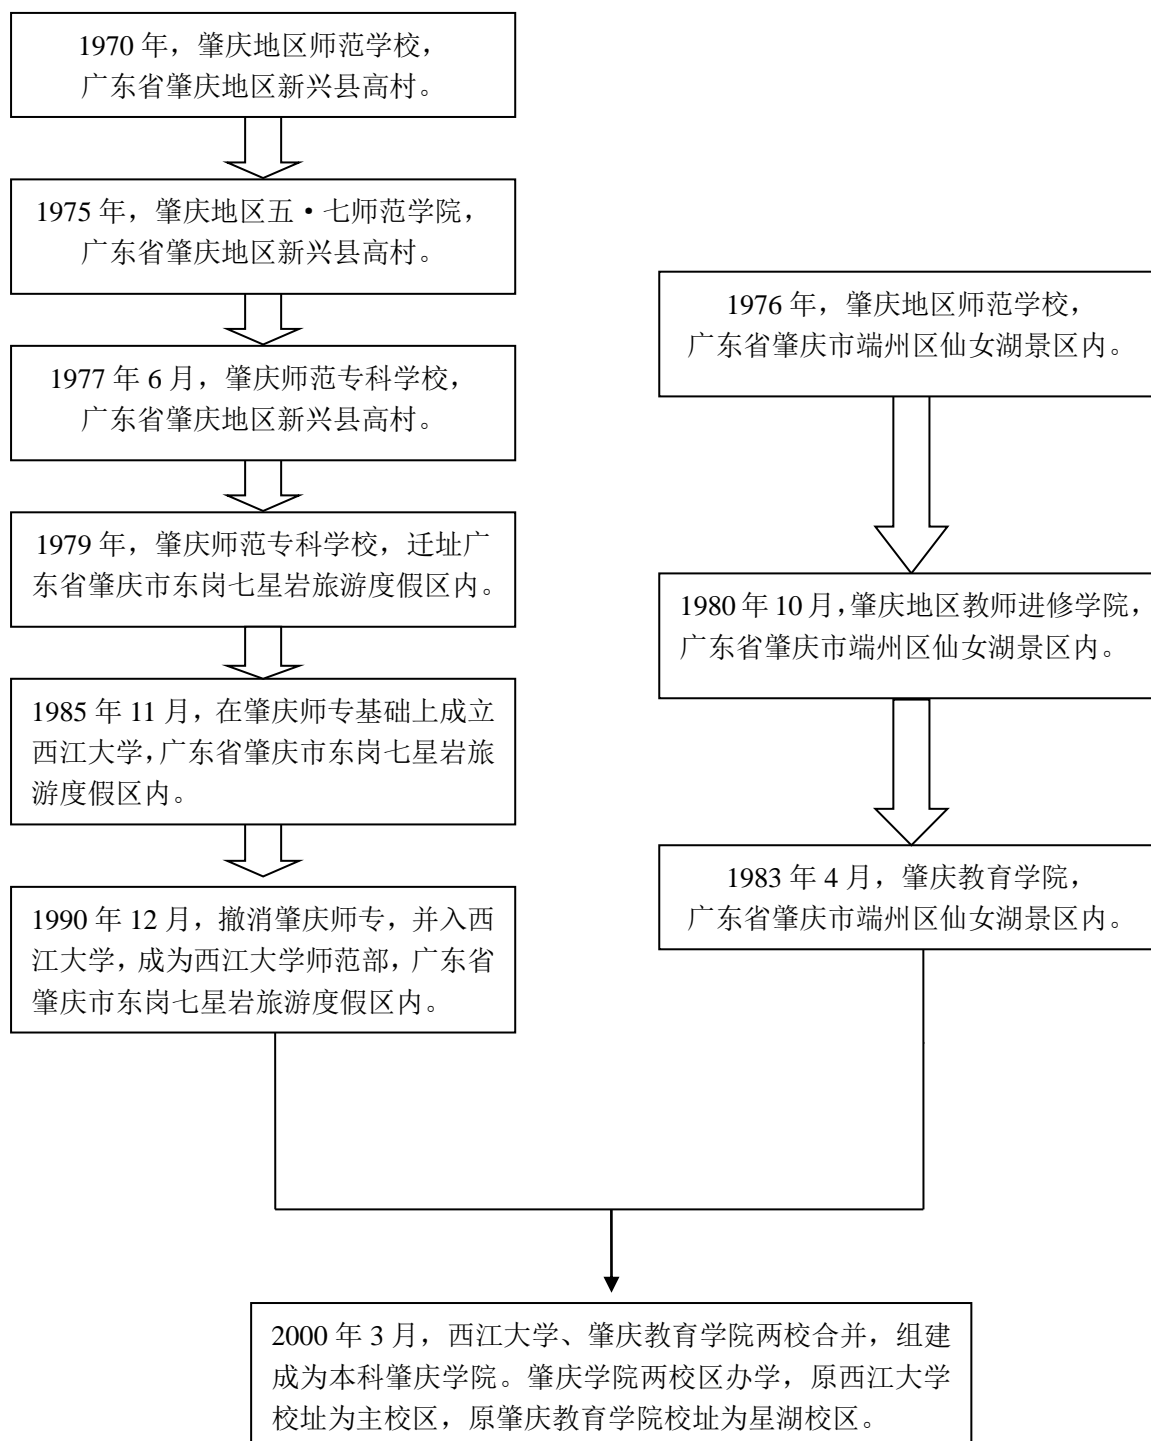 1970 年，肇庆地区师范学校，
广东省肇庆地区新兴县高村。
1975 年，肇庆地区五·七师范学院，
广东省肇庆地区新兴县高村。
1977 年 6 月，肇庆师范专科学校，
广东省肇庆地区新兴县高村。
1979 年，肇庆师范专科学校，迁址广
东省肇庆市东岗七星岩旅游度假区内。
1985 年 11 月，在肇庆师专基础上成立
西江大学，广东省肇庆市东岗七星岩旅
游度假区内。
1990 年 12 月，撤消肇庆师专，并入西
江大学，成为西江大学师范部，广东省
肇庆市东岗七星岩旅游度假区内。
1976 年，肇庆地区师范学校，
广东省肇庆市端州区仙女湖景区内。
1980 年 10 月，肇庆地区教师进修学院，
广东省肇庆市端州区仙女湖景区内。
1983 年 4 月，肇庆教育学院，
广东省肇庆市端州区仙女湖景区内。
2000 年 3 月，西江大学、肇庆教育学院两校合并，组建
成为本科肇庆学院。肇庆学院两校区办学，原西江大学
校址为主校区，原肇庆教育学院校址为星湖校区。